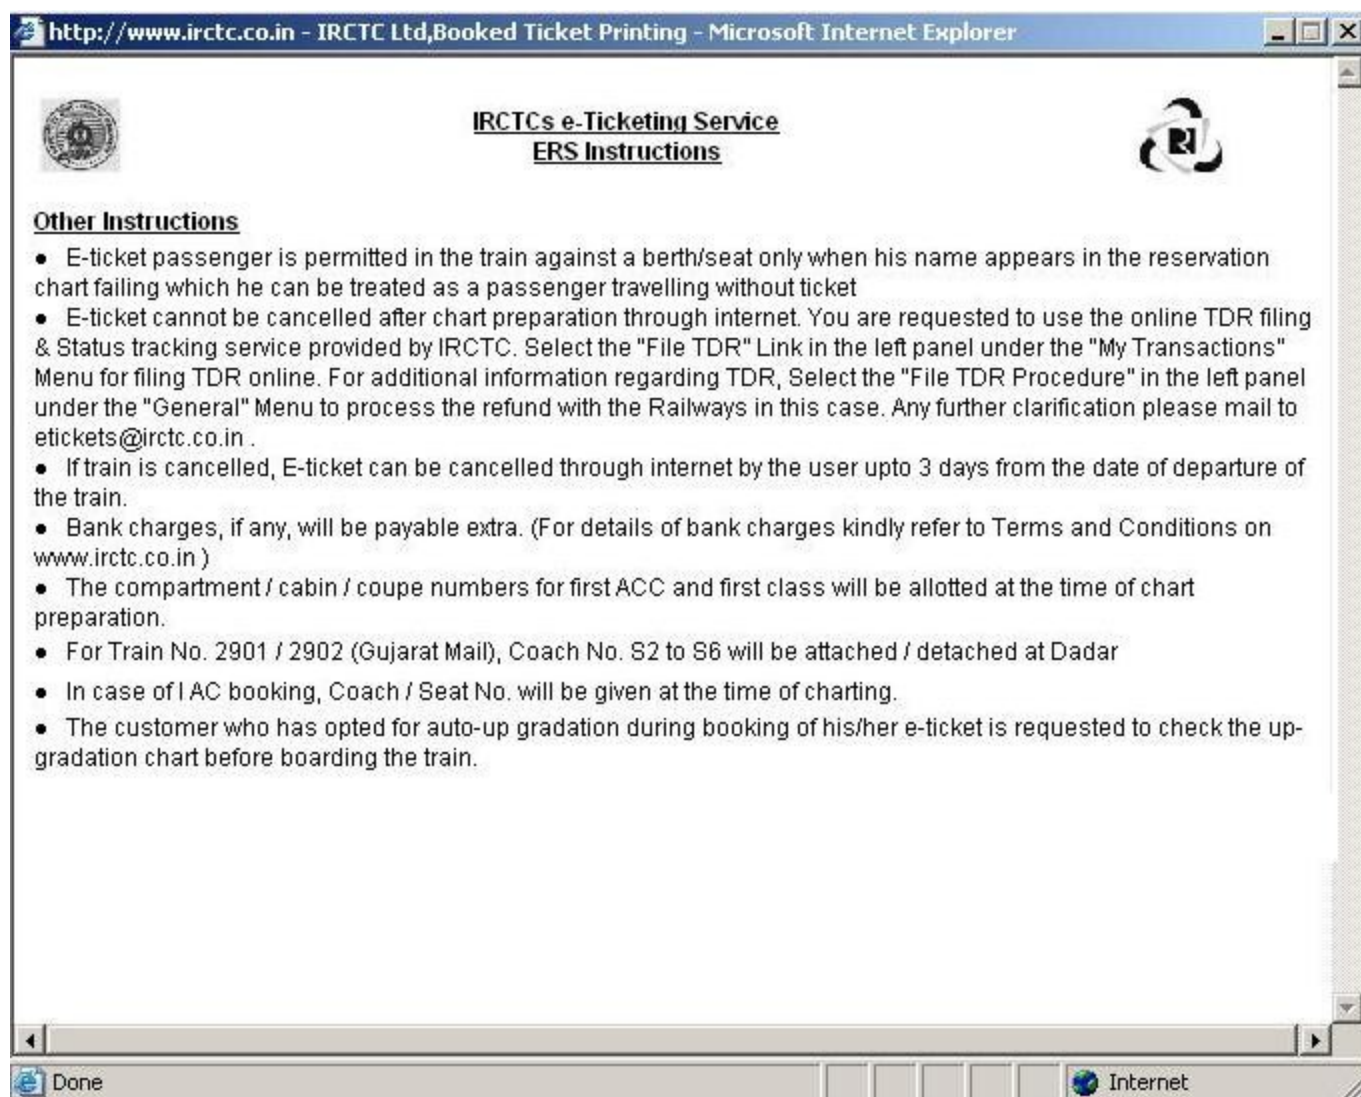 http://www.irctc.co.in - IRCTC Ltd,Booked Ticket Printing - Microsoft Internet Explorer
IRCTCs e-Ticketing Service
ERS Instructions
Other Instructions
● E-ticket passenger is permitted in the train against a berth/seat only when his name appears in the reservation
chart failing which he can be treated as a passenger travelling without ticket
● E-ticket cannot be cancelled after chart preparation through internet. You are requested to use the online TDR filing
& Status tracking service provided by IRCTC. Select the "File TDR" Link in the left panel under the "My Transactions"
Menu for filing TDR online. For additional information regarding TDR, Select the "File TDR Procedure" in the left panel
under the "General" Menu to process the refund with the Railways in this case. Any further clarification please mail to
etickets@irctc.co.in .
● If train is cancelled, E-ticket can be cancelled through internet by the user upto 3 days from the date of departure of
the train.
● Bank charges, if any, will be payable extra. (For details of bank charges kindly refer to Terms and Conditions on
www.irctc.co.in )
● The compartment / cabin / coupe numbers for first ACC and first class will be allotted at the time of chart
preparation.
● For Train No. 2901 / 2902 (Gujarat Mail), Coach No. S2 to S6 will be attached / detached at Dadar
● In case of I AC booking, Coach / Seat No. will be given at the time of charting.
● The customer who has opted for auto-up gradation during booking of his/her e-ticket is requested to check the up-
gradation chart before boarding the train.
Done
Internet